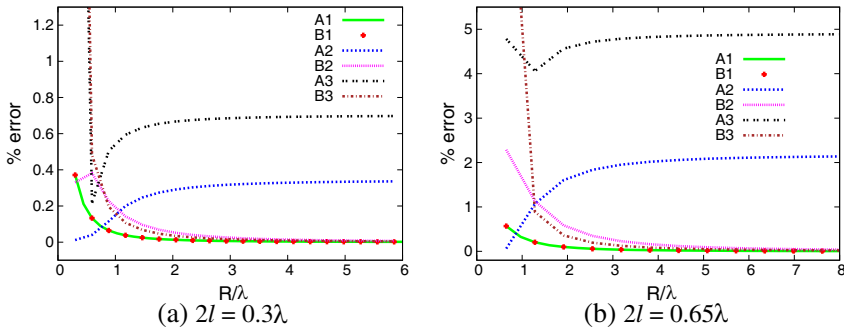 1.2
1
0.8
0.6
0.4
0.2
0
% error
A1
B1
A2
B2
A3
B3
0 1 2 3 4 5 6
R/λ
(a) 2l = 0.3λ
5
4
3
2
1
0
% error
A1
B1
A2
B2
A3
B3
0 1 2 3 4 5 6 7 8
R/λ
(b) 2l = 0.65λ